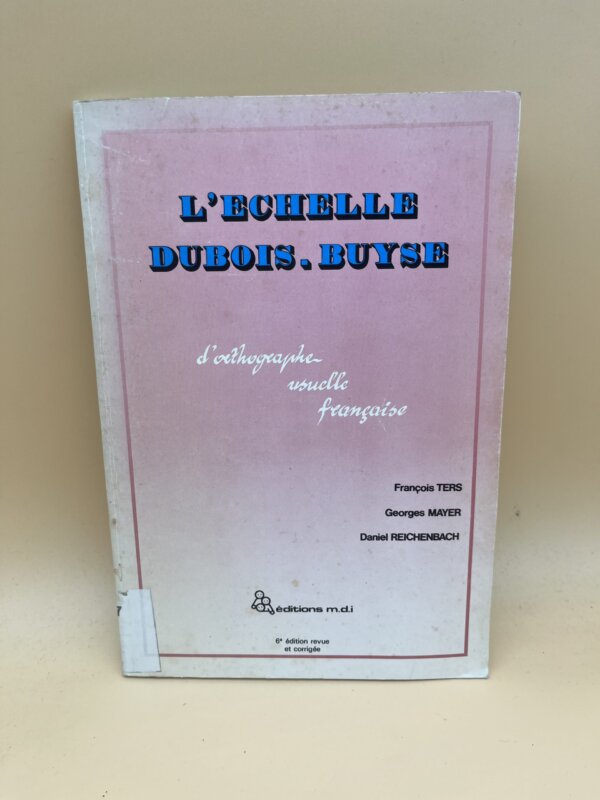 L'ECHELLE
DUBOIS.BUYSE
d'orthographe
usuelle
française
François TERS
Georges MAYER
Daniel REICHENBACH
éditions m.d.i
6e édition revue
et corrigée